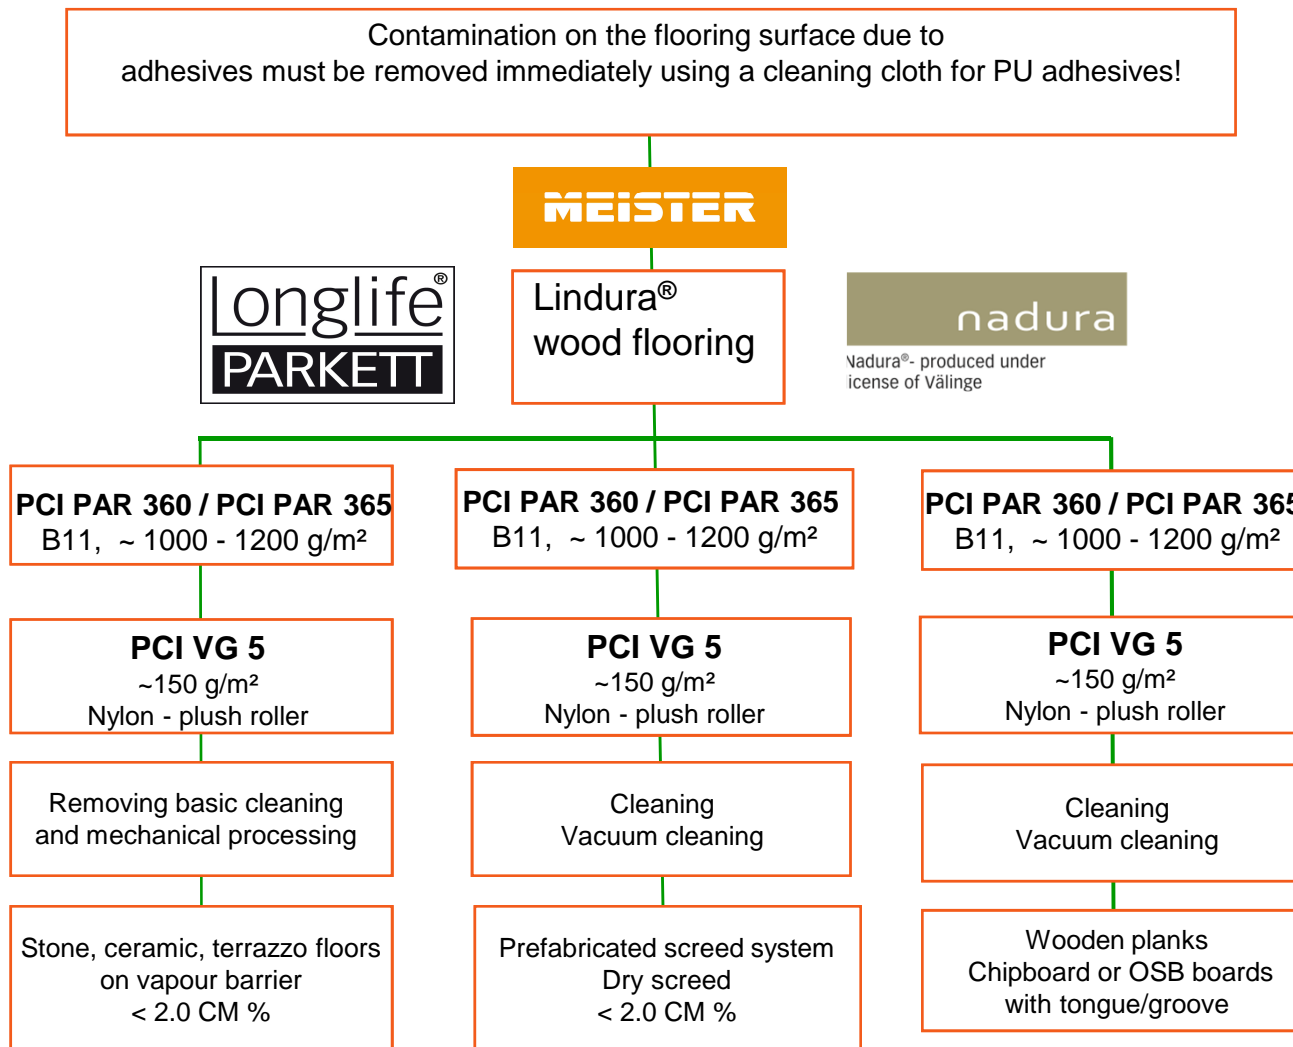 Contamination on the flooring surface due to
adhesives must be removed immediately using a cleaning cloth for PU adhesives!
MEISTER
Longlife®
PARKETT
Lindura®
wood flooring
nadura
Nadura®- produced under
icense of Välinge
PCI PAR 360 / PCI PAR 365
B11, ~ 1000 - 1200 g/m²
PCI PAR 360 / PCI PAR 365
B11, ~ 1000 - 1200 g/m²
PCI PAR 360 / PCI PAR 365
B11, ~ 1000 - 1200 g/m²
PCI VG 5
~150 g/m²
Nylon - plush roller
PCI VG 5
~150 g/m²
Nylon - plush roller
PCI VG 5
~150 g/m²
Nylon - plush roller
Removing basic cleaning
and mechanical processing
Cleaning
Vacuum cleaning
Cleaning
Vacuum cleaning
Stone, ceramic, terrazzo floors
on vapour barrier
< 2.0 CM %
Prefabricated screed system
Dry screed
< 2.0 CM %
Wooden planks
Chipboard or OSB boards
with tongue/groove